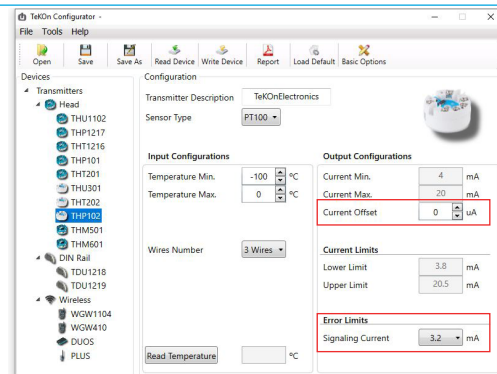 TeKOn Configurator -
File Tools Help
Open Save Save As Read Device Write Device Report Load Default Basic Options
Devices
Transmitters
Head
THU1102
THP1217
THT1216
THP101
THT201
THU301
THT202
THP102
THM501
THM601
DIN Rail
TDU1218
TDU1219
Wireless
WGW1104
WGW410
DUOS
PLUS
Configuration
Transmitter Description TeKOnElectronics
Sensor Type PT100
Input Configurations
Temperature Min. -100 ºC
Temperature Max. 0 ºC
Wires Number 3 Wires
Read Temperature ºC
Output Configurations
Current Min. 4 mA
Current Max. 20 mA
Current Offset 0 uA
Current Limits
Lower Limit 3.8 mA
Upper Limit 20.5 mA
Error Limits
Signaling Current 3.2 mA